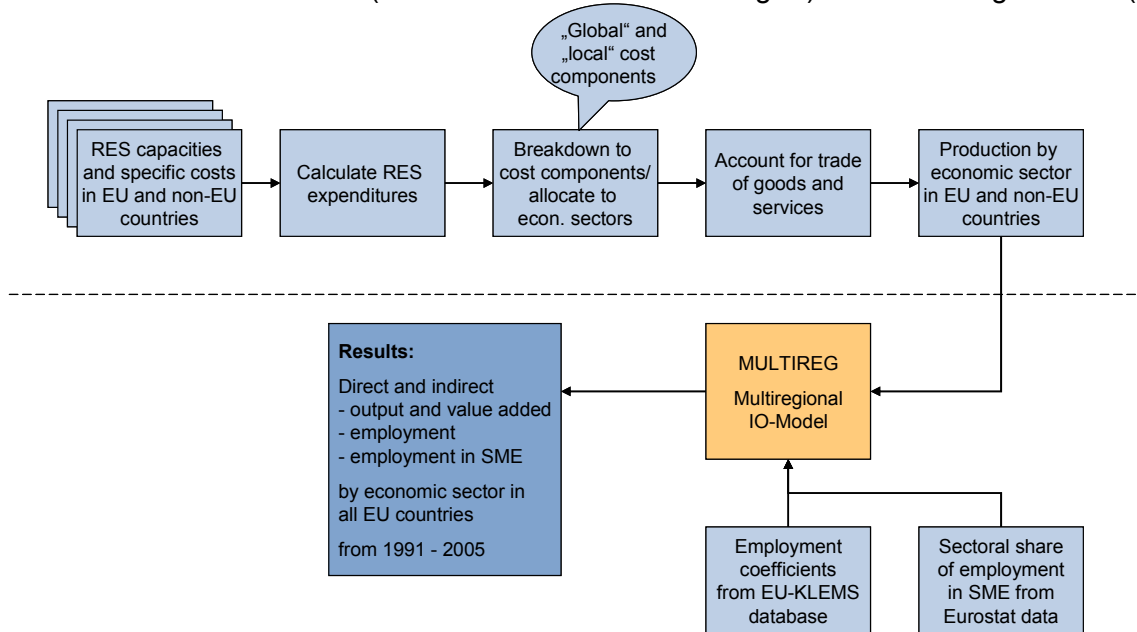 „Global“ and
„local“ cost
components
RES capacities
and specific costs
in EU and non-EU
countries
Calculate RES
expenditures
Breakdown to
cost components/
allocate to
econ. sectors
Account for trade
of goods and
services
Production by
economic sector
in EU and non-EU
countries
Results:
Direct and indirect
- output and value added
- employment
- employment in SME
by economic sector in
all EU countries
from 1991 - 2005
MULTIREG
Multiregional
IO-Model
Employment
coefficients
from EU-KLEMS
database
Sectoral share
of employment
in SME from
Eurostat data